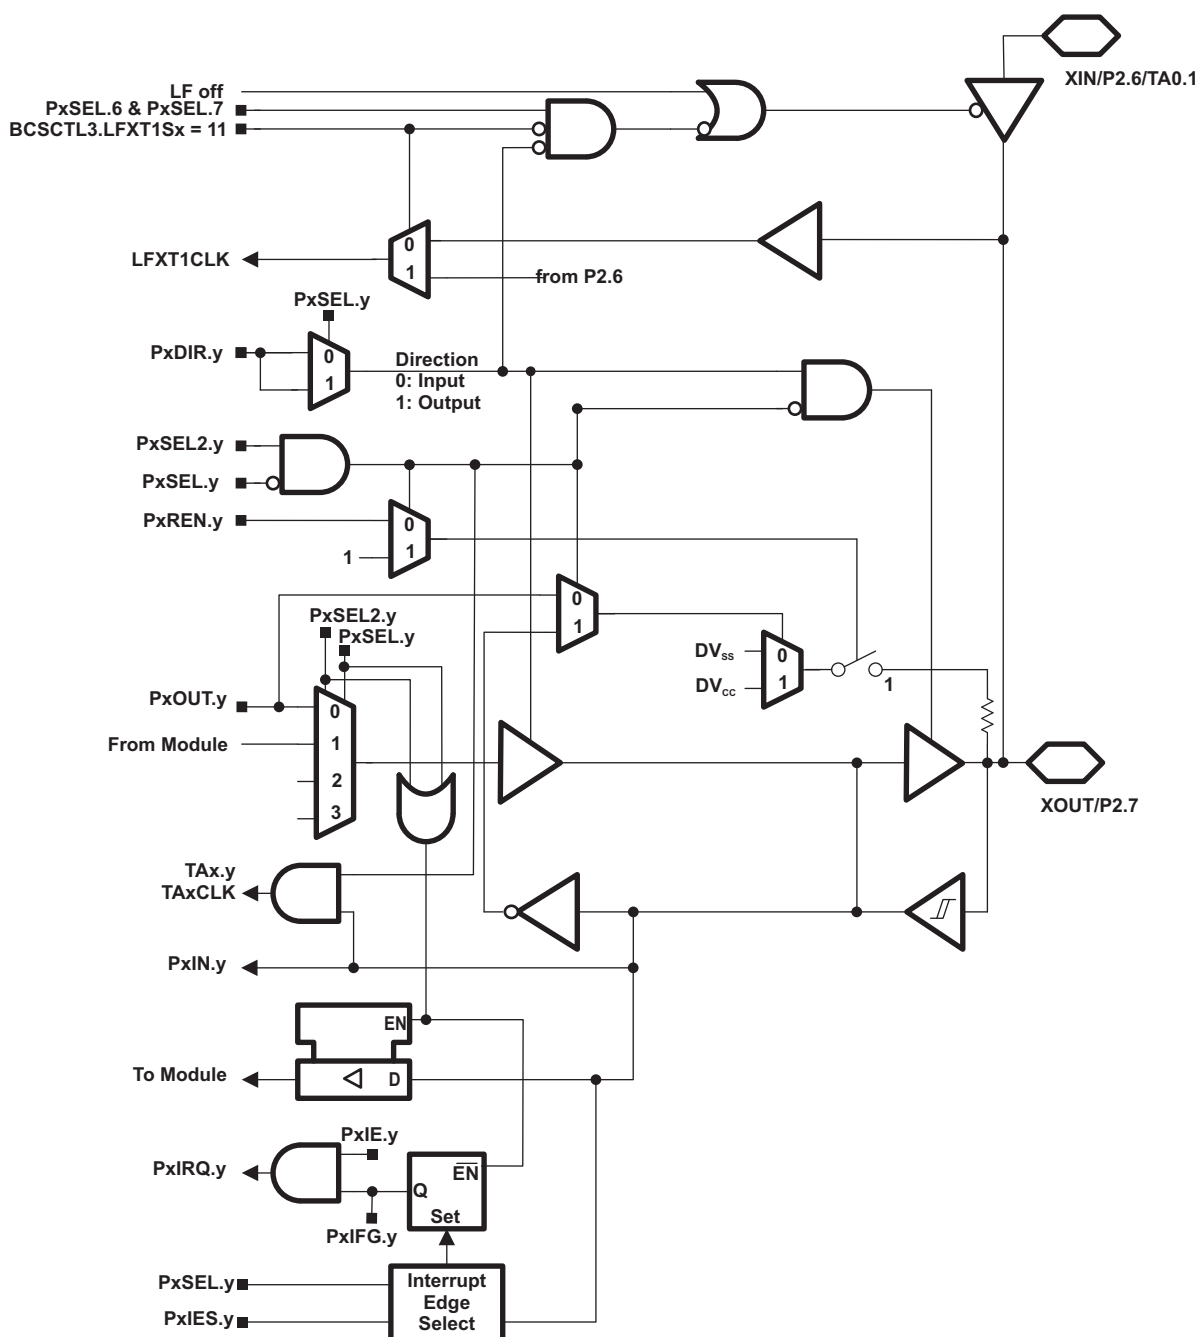 XIN/P2.6/TA0.1
LF off
PxSEL.6 & PxSEL.7
BCSCTL3.LFXT1Sx = 11
0
LFXT1CLK
1
from P2.6
PxSEL.y
PxDIR.y
0
1
Direction
0: Input
1: Output
PxSEL2.y
PxSEL.y
PxREN.y
0
1
1
0
1
PxSEL2.y
PxSEL.y
DVSS
0
DVCC
1
1
PxOUT.y
0
From Module
1
2
3
XOUT/P2.7
TAx.y
TAxCLK
PxIN.y
EN
To Module
D
PxIE.y
PxIRQ.y
EN
Q
Set
PxIFG.y
PxSEL.y
PxIES.y
Interrupt
Edge
Select